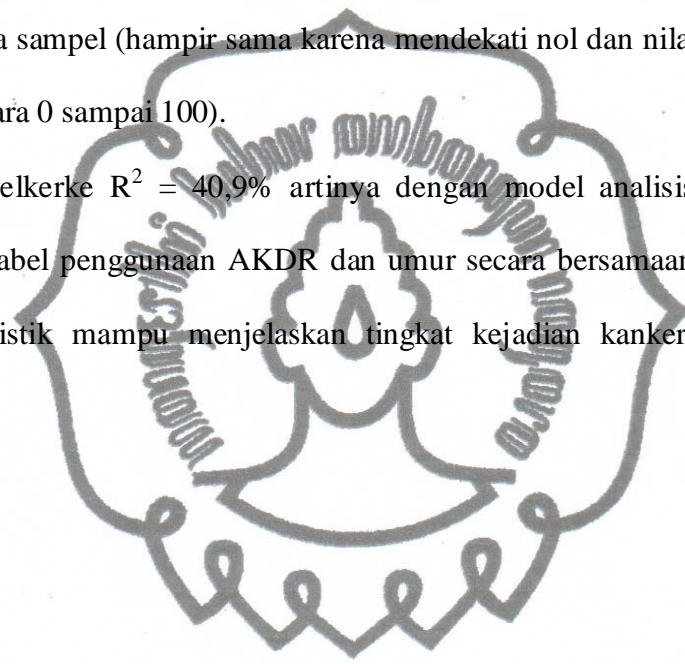 a sampel (hampir sama karena mendekati nol dan nila
ara 0 sampai 100).
elkerke R² = 40,9% artinya dengan model analisis
abel penggunaan AKDR dan umur secara bersamaan
istik mampu menjelaskan tingkat kejadian kanker